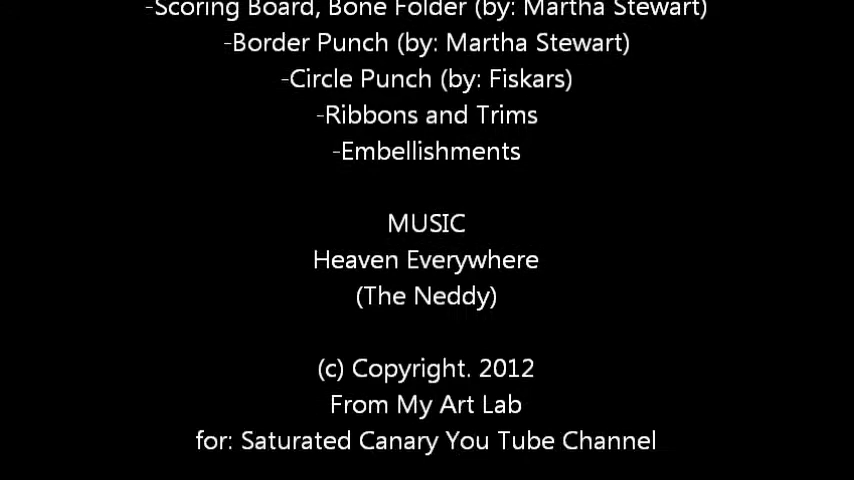 -Scoring Board, Bone Folder (by: Martha Stewart)
-Border Punch (by: Martha Stewart)
-Circle Punch (by: Fiskars)
-Ribbons and Trims
-Embellishments
MUSIC
Heaven Everywhere
(The Neddy)
(c) Copyright. 2012
From My Art Lab
for: Saturated Canary You Tube Channel